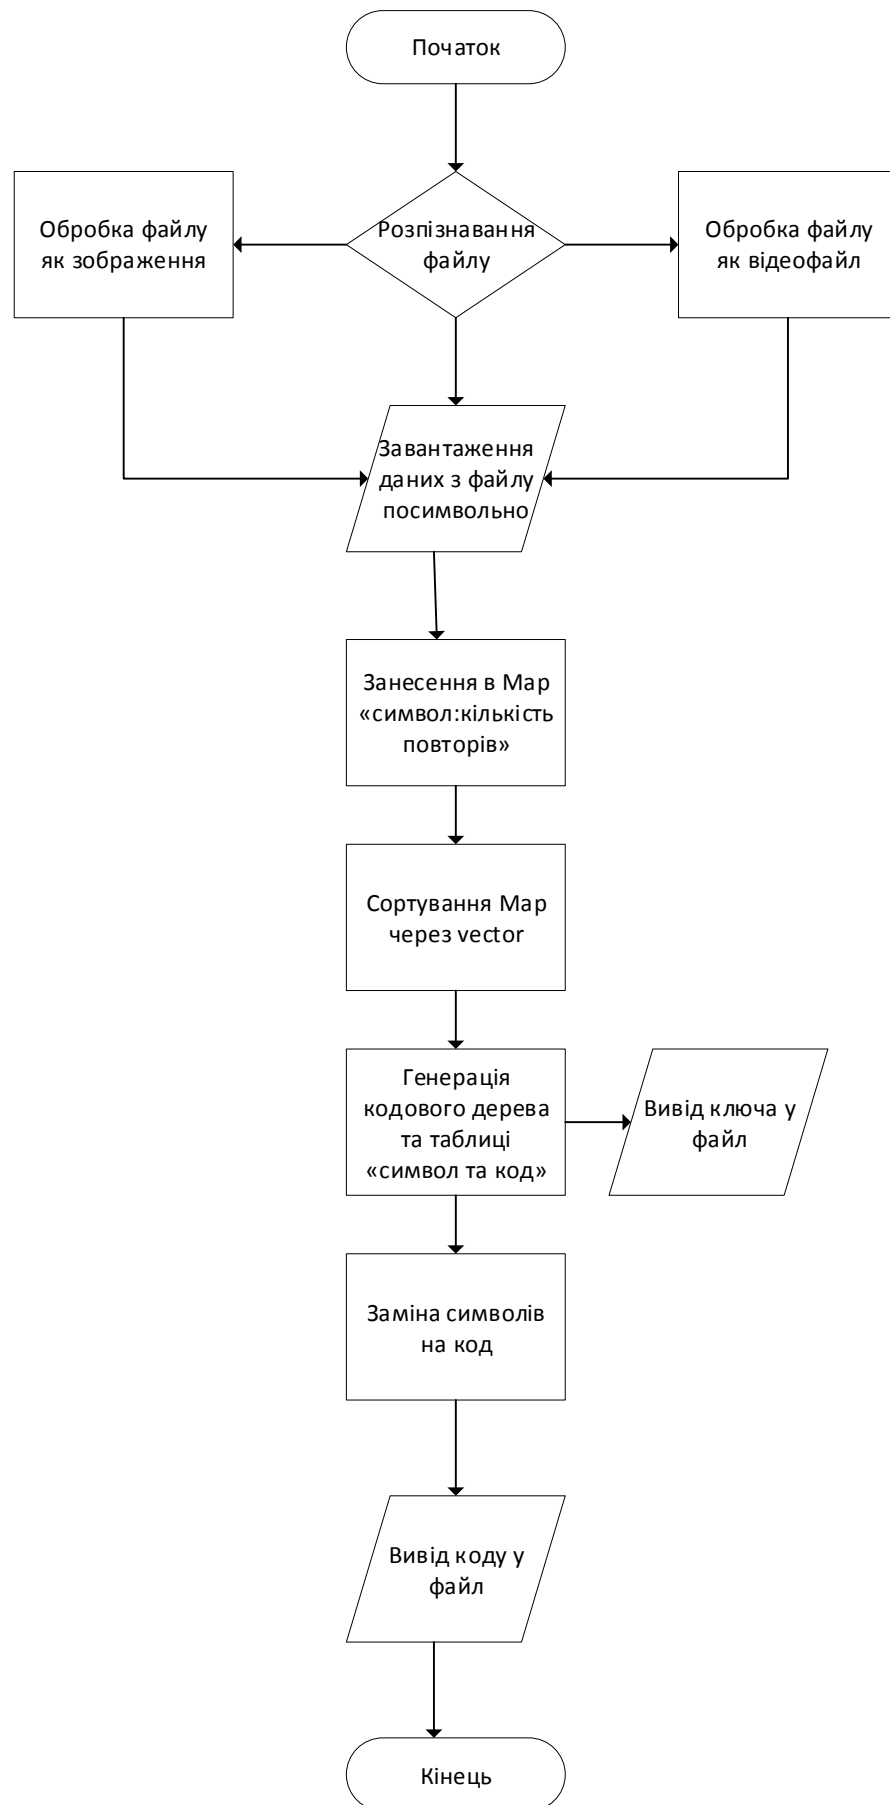 Початок
Обробка файлу
як зображення
Розпізнавання
файлу
Обробка файлу
як відеофайл
Завантаження
даних з файлу
посимвольно
Занесення в Map
«символ:кількість
повторів»
Сортування Map
через vector
Генерація
кодового дерева
та таблиці
«символ та код»
Вивід ключа у
файл
Заміна символів
на код
Вивід коду у
файл
Кінець